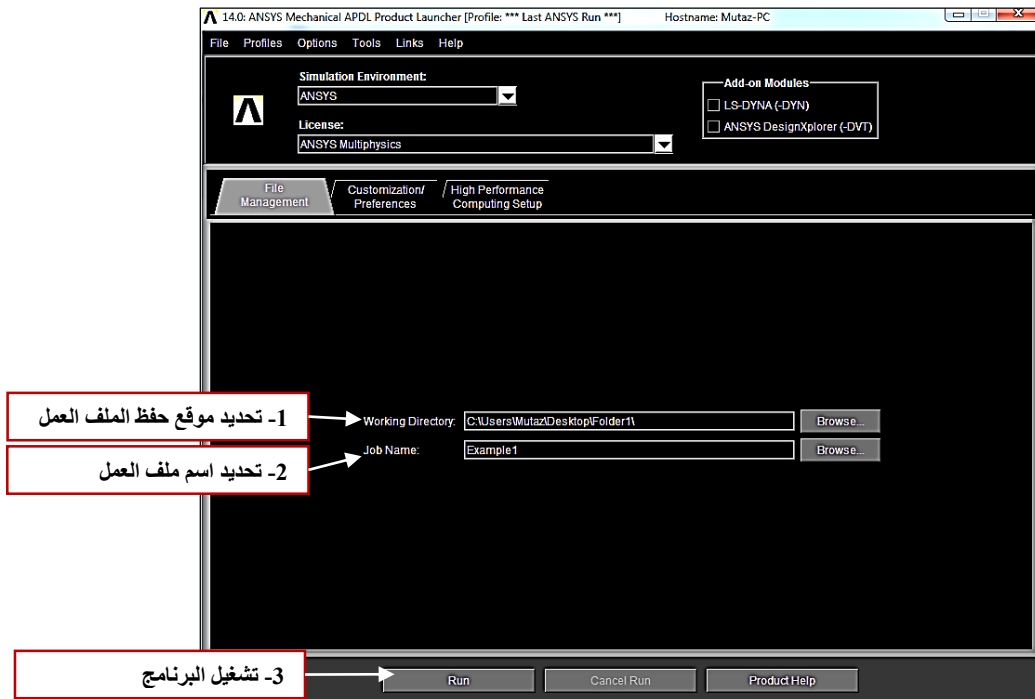 14.0: ANSYS Mechanical APDL Product Launcher [Profile: *** Last ANSYS Run ***] Hostname: Mutaz-PC
File Profiles Options Tools Links Help
Simulation Environment:
ANSYS
License:
ANSYS Multiphysics
Add-on Modules
LS-DYNA (-DYN)
ANSYS DesignXplorer (-DVT)
File
Management
Customization/
Preferences
High Performance
Computing Setup
1- تحديد موقع حفظ الملف العمل
Working Directory: C:\Users\Mutaz\Desktop\Folder1\ Browse...
2- تحديد اسم ملف العمل
Job Name: Example1 Browse...
3- تشغيل البرنامج
Run Cancel Run Product Help